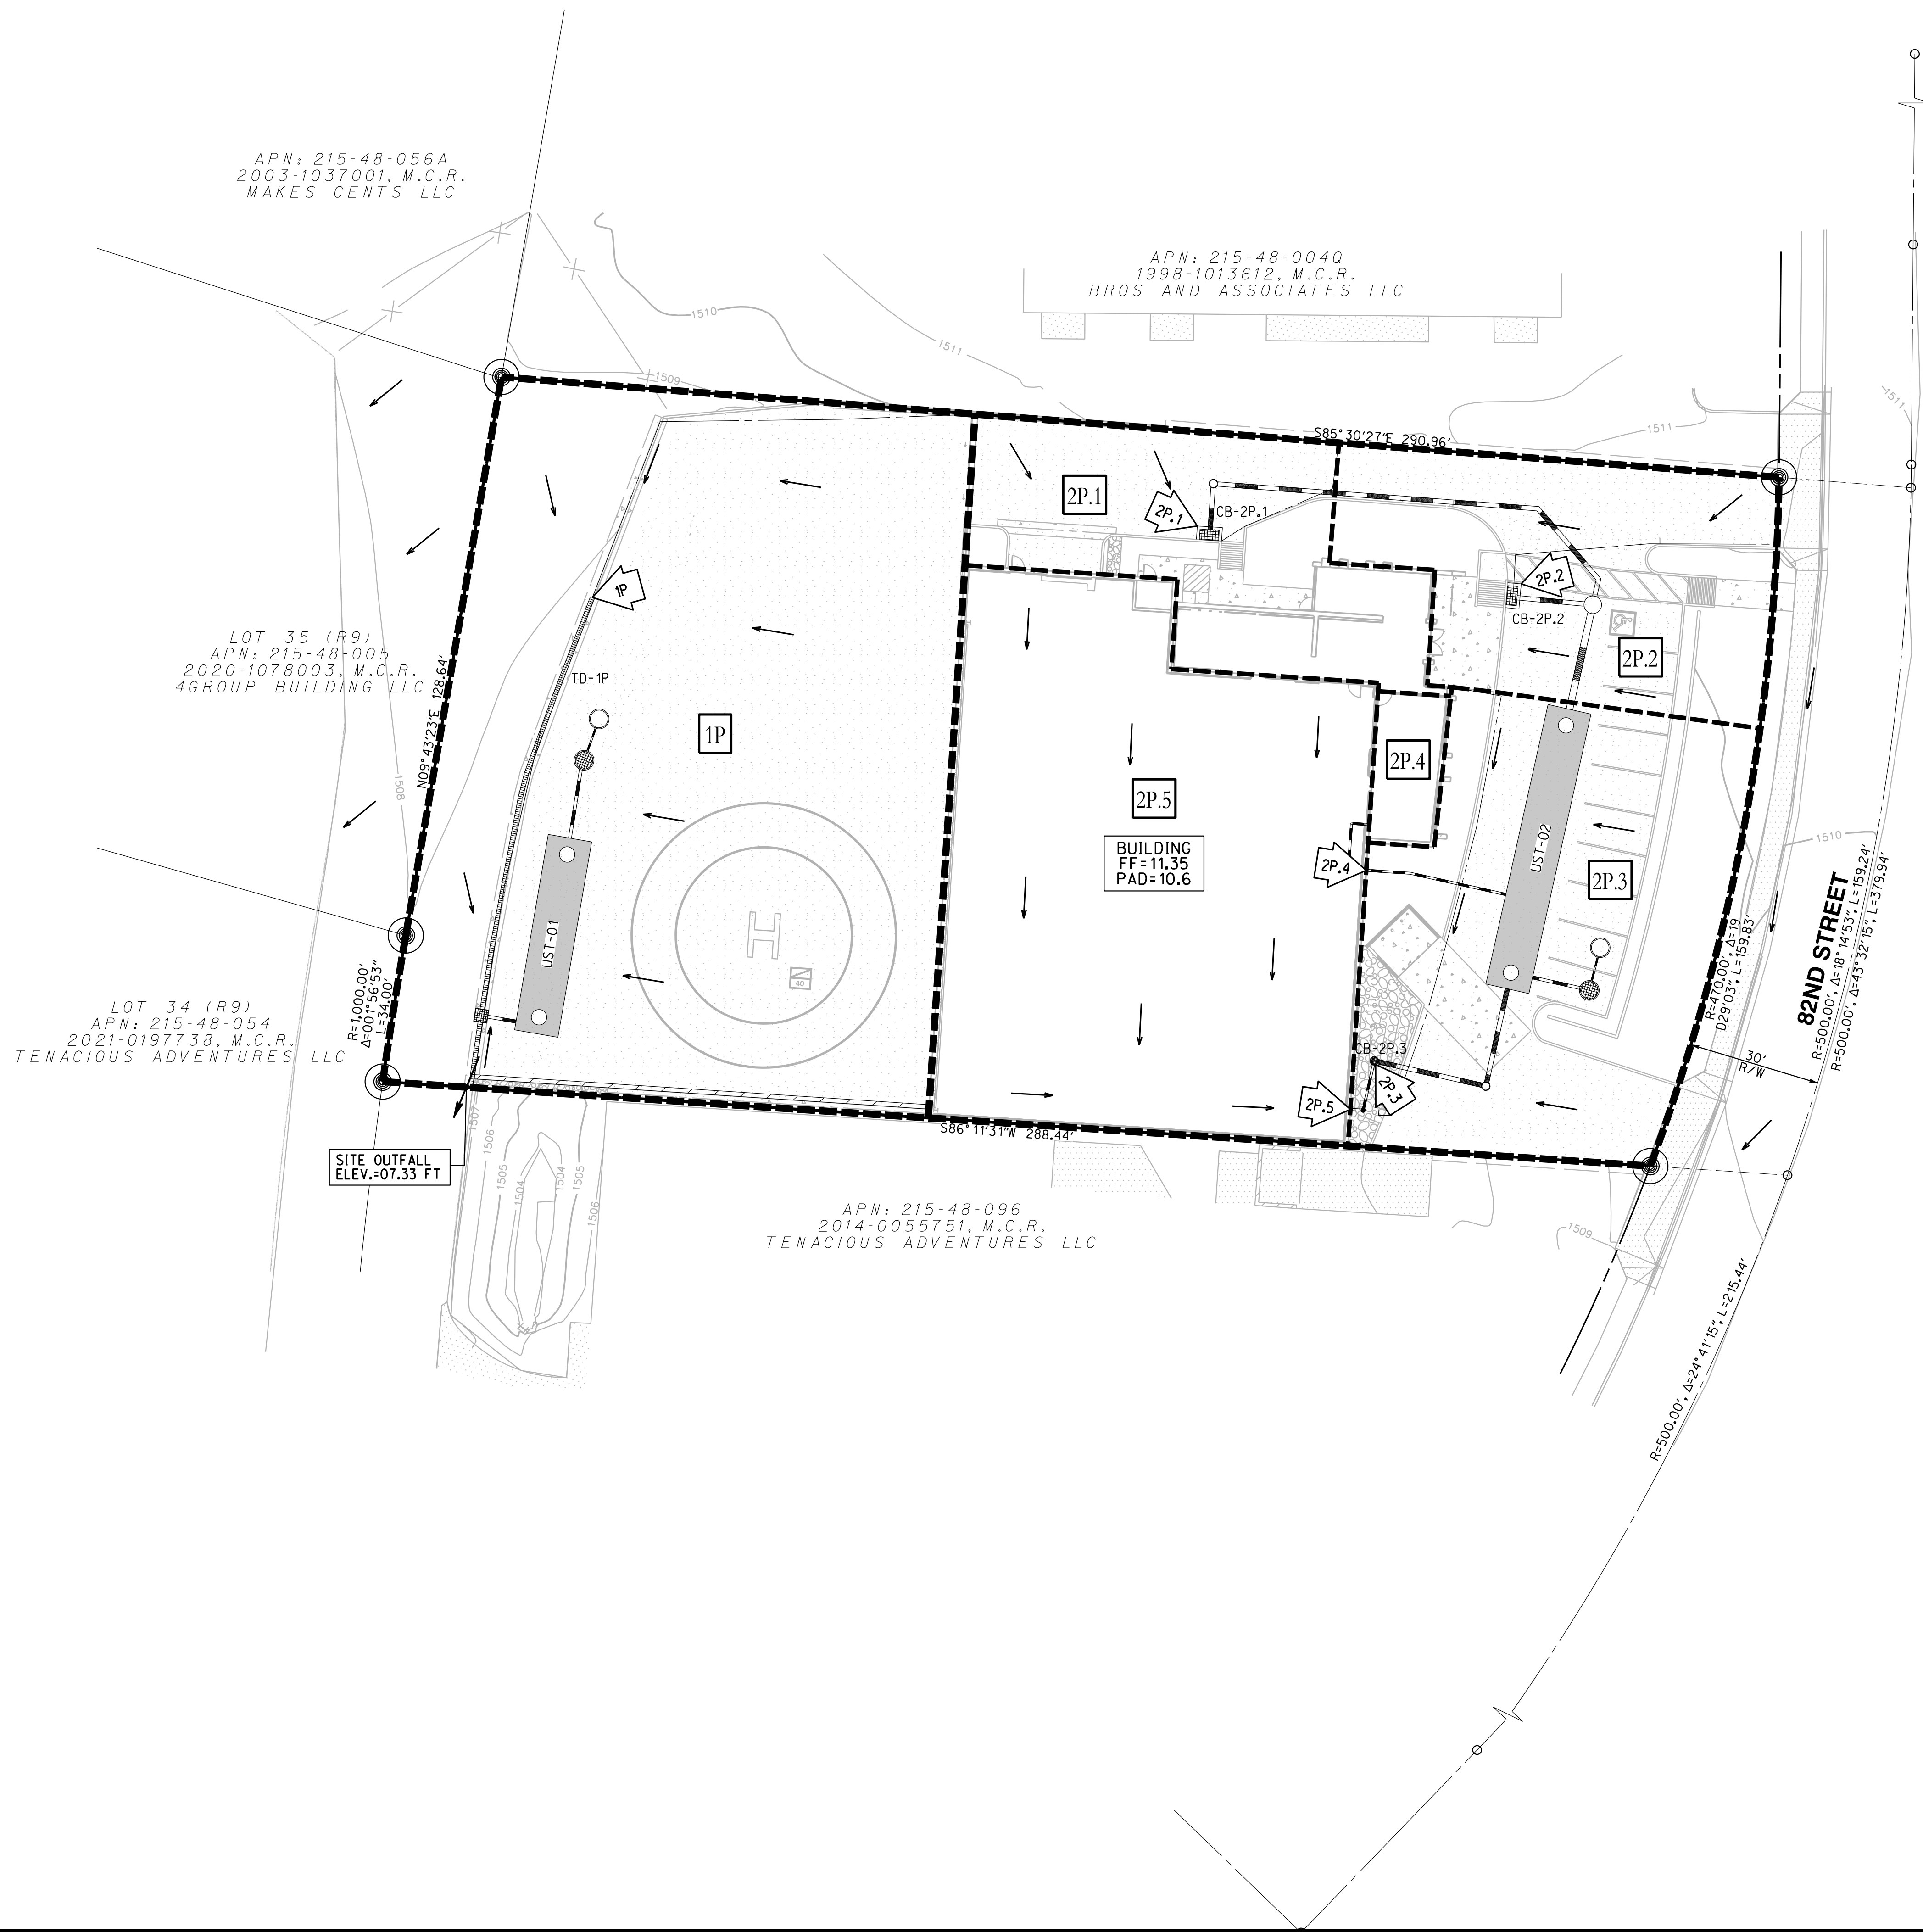 APN: 215-48-056A
2003-1037001, M.C.R.
MAKES CENTS LLC
APN: 215-48-004Q
1998-1013612, M.C.R.
BROS AND ASSOCIATES LLC
1510
1511
1509
1511
1511
S85°30'27"E 290.96'
2P.1
2P.1
CB-2P.1
2P.2
CB-2P.2
1P
2P.2
LOT 35 (R9)
APN: 215-48-005
2020-1078003, M.C.R.
4GROUP BUILDING LLC
N09°43'23"E 128.64'
TD-1P
1P
2P.4
2P.5
1508
BUILDING
FF=11.35
PAD=10.6
2P.4
UST-02
2P.3
1510
UST-01
H
40
82ND STREET
R=500.00', Δ=18°14'53", L=159.24'
R=500.00', Δ=43°32'15", L=379.94'
R=470.00', Δ=19
D29'03", L=159.83'
R=1,000.00'
Δ=001°56'53"
L=34.00'
LOT 34 (R9)
APN: 215-48-054
2021-0197738, M.C.R.
TENACIOUS ADVENTURES LLC
CB-2P.3
2P.3
2P.5
30'
R/W
S86°11'31"W 288.44'
SITE OUTFALL
ELEV.=07.33 FT
1507
1506
1505
1504
1504
1505
1506
APN: 215-48-096
2014-0055751, M.C.R.
TENACIOUS ADVENTURES LLC
1509
R=500.00', Δ=24°41'15", L=215.44'